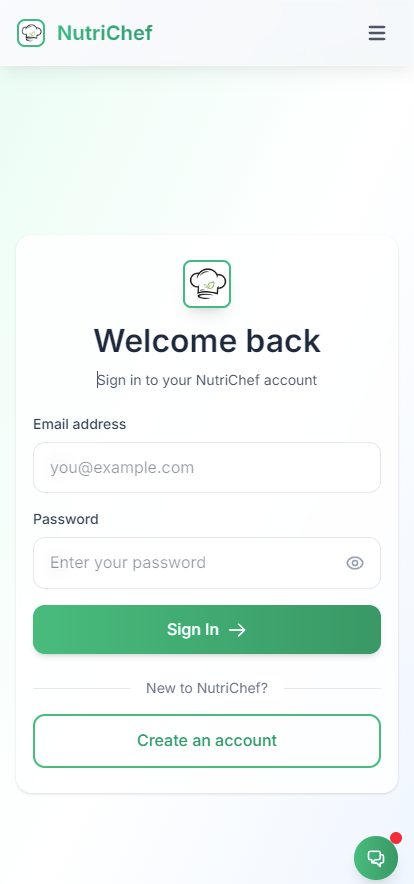 NutriChef
Welcome back
Sign in to your NutriChef account
Email address
you@example.com
Password
Enter your password
Sign In
New to NutriChef?
Create an account